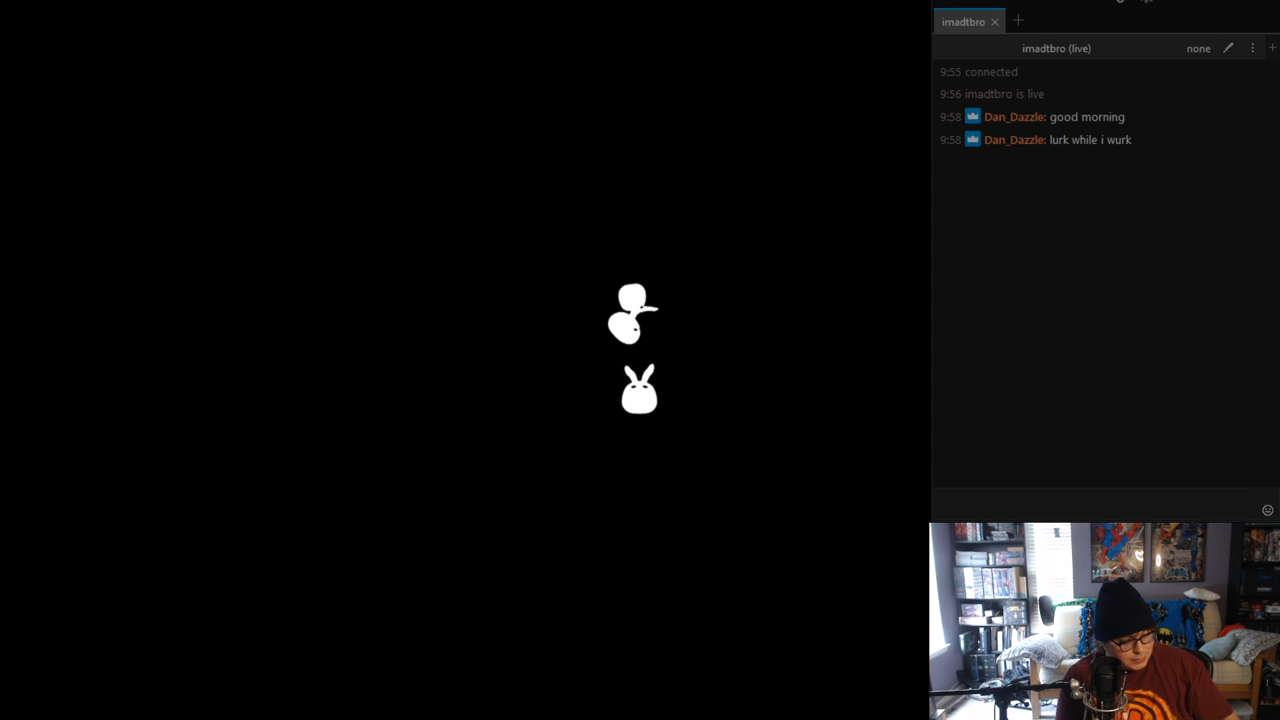 imadtbro
imadtbro (live)
none
9:55 connected
9:56 imadtbro is live
9:58 Dan_Dazzle: good morning
9:58 Dan_Dazzle: lurk while i wurk